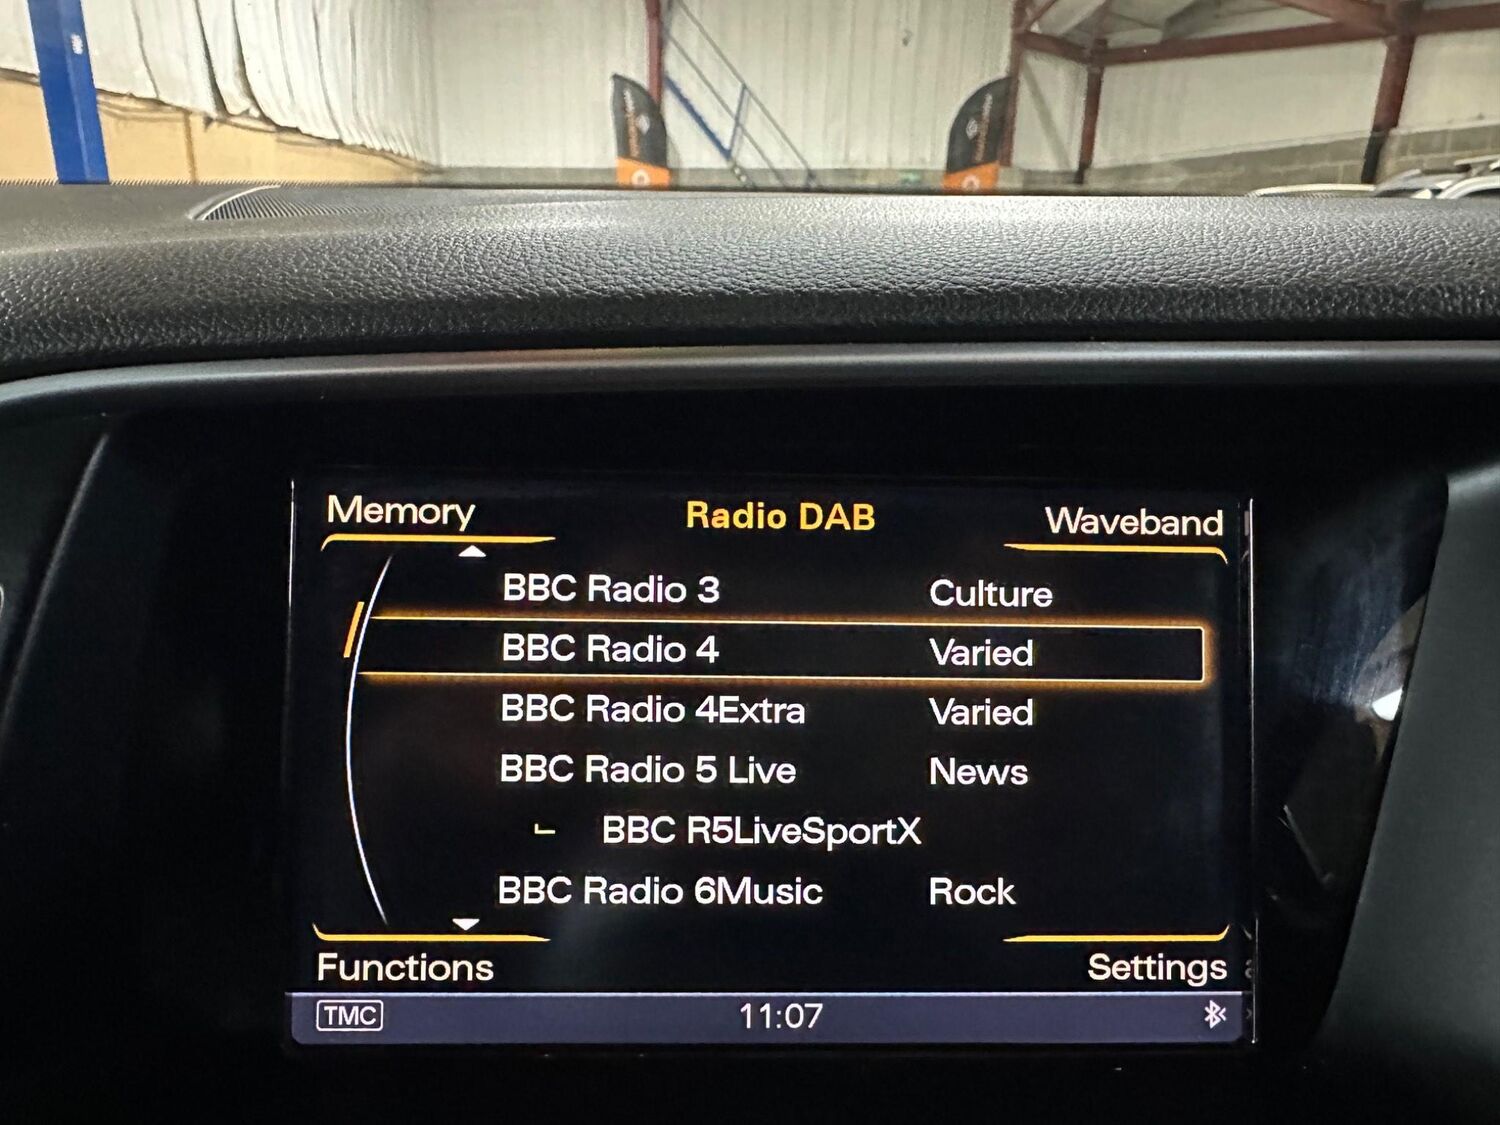 Memory Radio DAB Waveband
BBC Radio 3 Culture
BBC Radio 4 Varied
BBC Radio 4Extra Varied
BBC Radio 5 Live News
BBC R5LiveSportX
BBC Radio 6Music Rock
Functions Settings
TMC 11:07